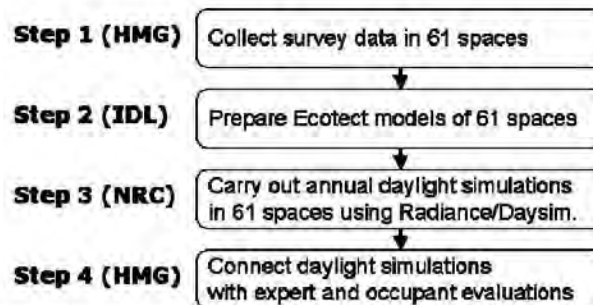 Step 1 (HMG) Collect survey data in 61 spaces
Step 2 (IDL) Prepare Ecotect models of 61 spaces
Step 3 (NRC) Carry out annual daylight simulations
in 61 spaces using Radiance/Daysim.
Step 4 (HMG) Connect daylight simulations
with expert and occupant evaluations